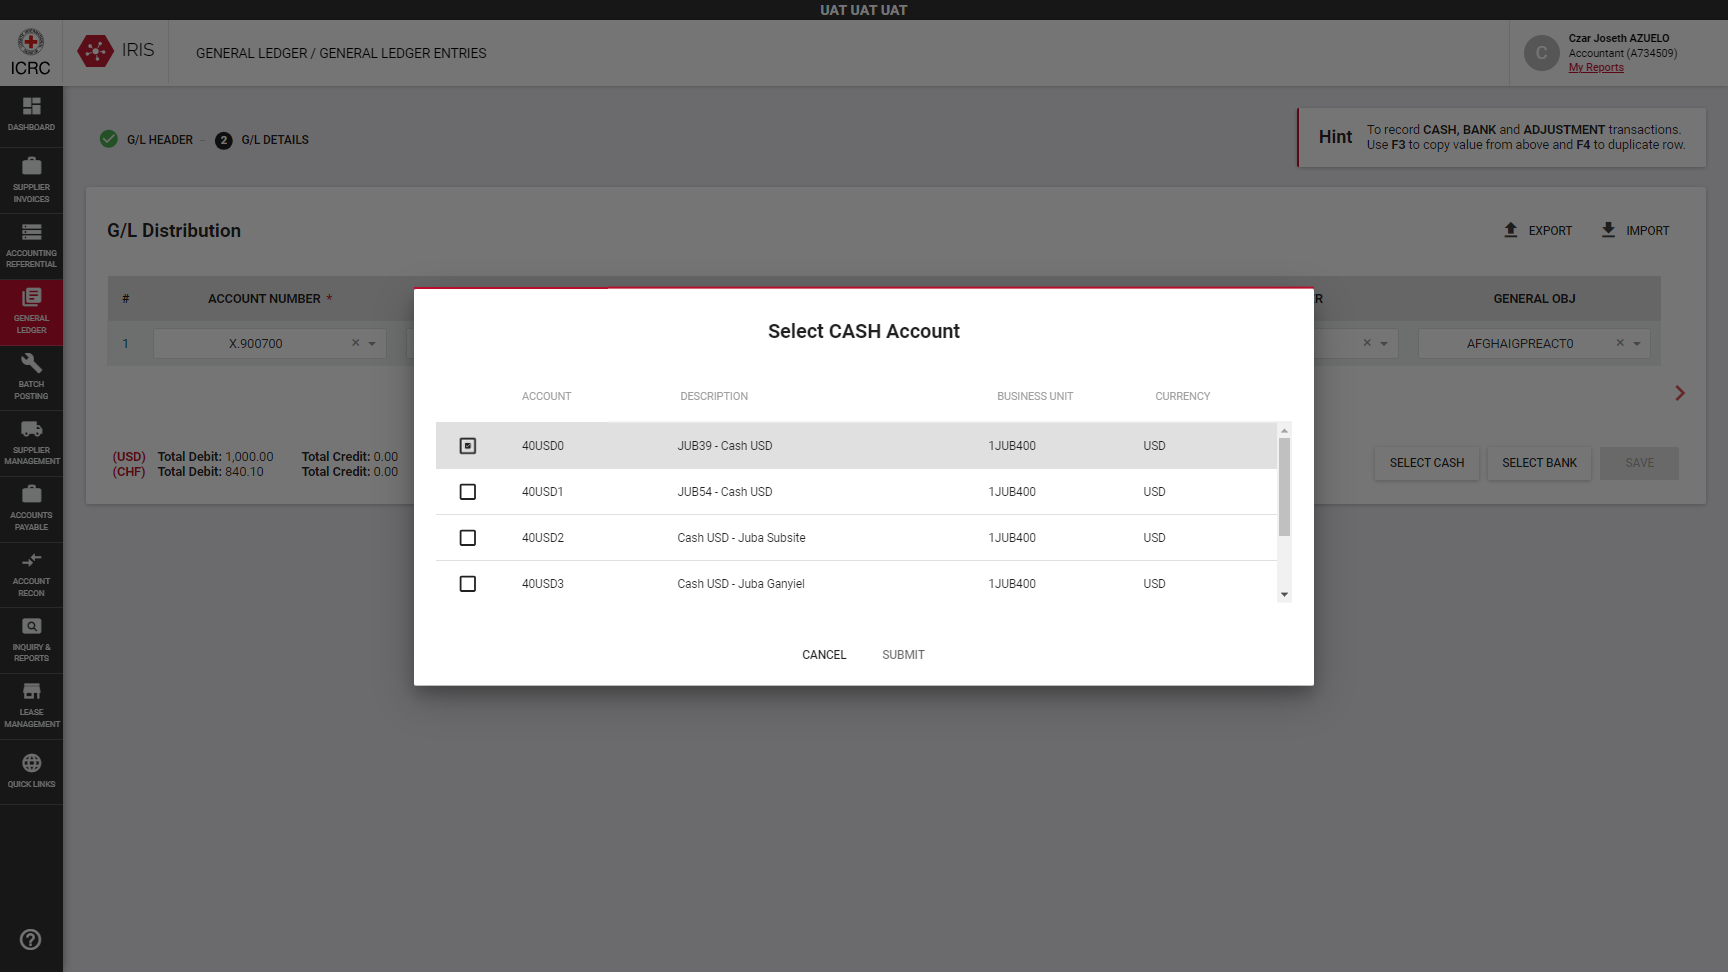 UAT UAT UAT
ICRC
IRIS
GENERAL LEDGER / GENERAL LEDGER ENTRIES
C
Czar Joseth AZUELO
Accountant (A734509)
My Reports
DASHBOARD
SUPPLIER
INVOICES
ACCOUNTING
REFERENTIAL
GENERAL
LEDGER
BATCH
POSTING
SUPPLIER
MANAGEMENT
ACCOUNTS
PAYABLE
ACCOUNT
RECON
INQUIRY &
REPORTS
LEASE
MANAGEMENT
QUICK LINKS
G/L HEADER
2 G/L DETAILS
Hint
To record CASH, BANK and ADJUSTMENT transactions.
Use F3 to copy value from above and F4 to duplicate row.
G/L Distribution
EXPORT
IMPORT
# ACCOUNT NUMBER * R GENERAL OBJ
1 X.900700 AFGHAIGPREACT0
(USD) Total Debit: 1,000.00 Total Credit: 0.00
(CHF) Total Debit: 840.10 Total Credit: 0.00
SELECT CASH
SELECT BANK
SAVE
Select CASH Account
ACCOUNT DESCRIPTION BUSINESS UNIT CURRENCY
40USD0 JUB39 - Cash USD 1JUB400 USD
40USD1 JUB54 - Cash USD 1JUB400 USD
40USD2 Cash USD - Juba Subsite 1JUB400 USD
40USD3 Cash USD - Juba Ganyiel 1JUB400 USD
CANCEL
SUBMIT